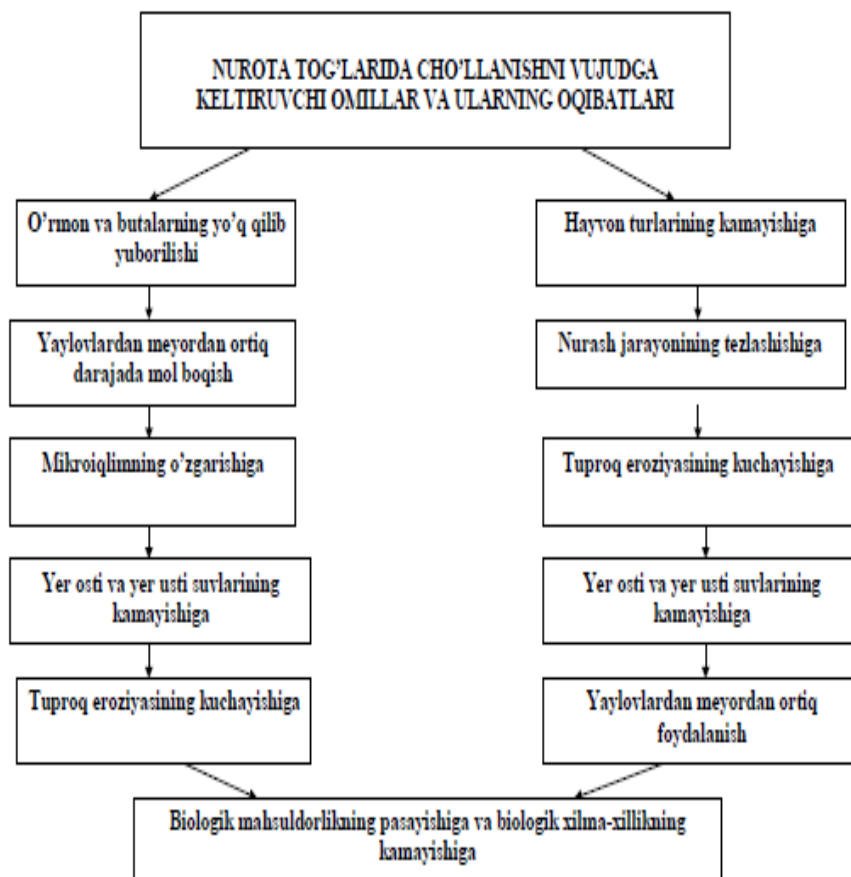 NUROTA TOG'LARIDA CHO'LLANISHNI VUJUDGA
KELTIRUVCHI OMILLAR VA ULARNING OQIBATLARI
O'rmon va butalarning yo'q qilib
yuborilishi
Yaylovlardan meyordan ortiq
darajada mol boqish
Mikroiqlimning o'zgarishiga
Yer osti va yer usti suvlarining
kamayishiga
Tuproq eroziyasining kuchayishiga
Hayvon turlarining kamayishiga
Nurash jarayonining tezlashishiga
Tuproq eroziyasining kuchayishiga
Yer osti va yer usti suvlarining
kamayishiga
Yaylovlardan meyordan ortiq
foydalanish
Biologik mahsuldorlikning pasayishiga va biologik xilma-xillikning
kamayishiga